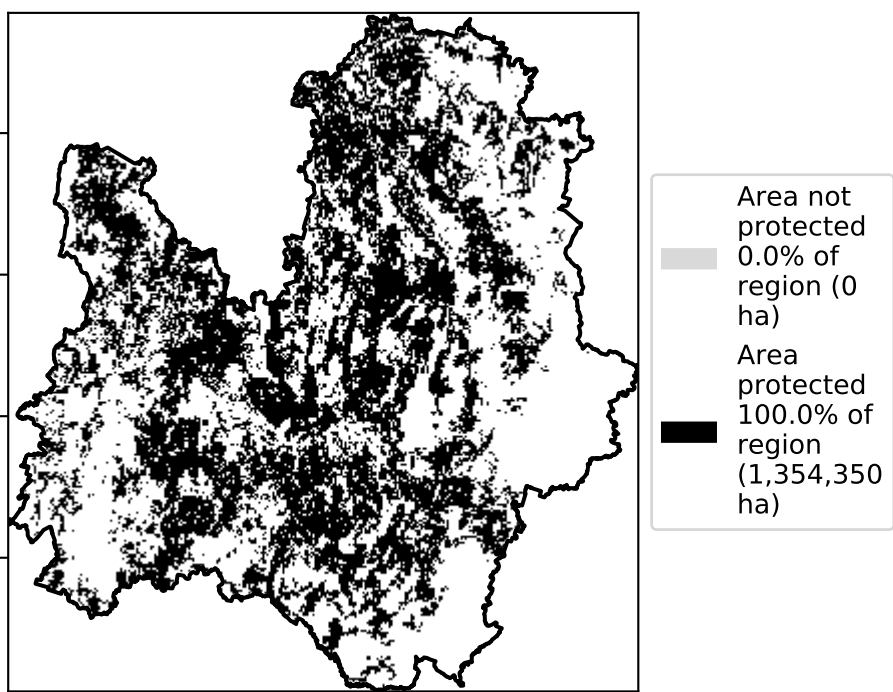 Area not
protected
0.0% of
region (0
ha)
Area
protected
100.0% of
region
(1,354,350
ha)